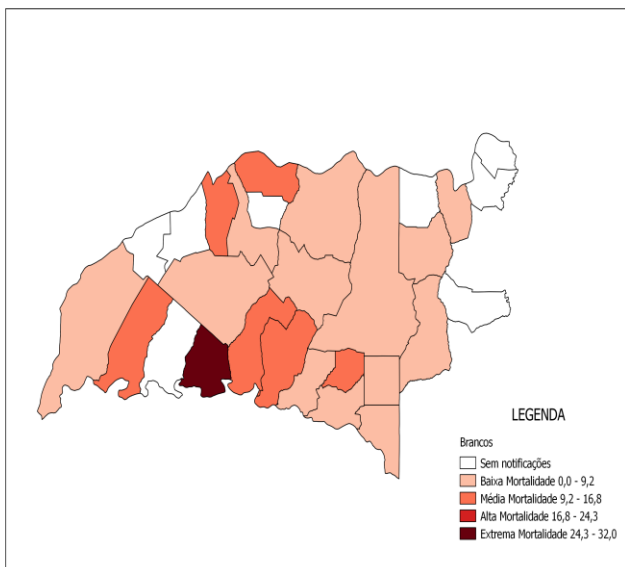 LEGENDA
Brancos
Sem notificações
Baixa Mortalidade 0,0 - 9,2
Média Mortalidade 9,2 - 16,8
Alta Mortalidade 16,8 - 24,3
Extrema Mortalidade 24,3 - 32,0